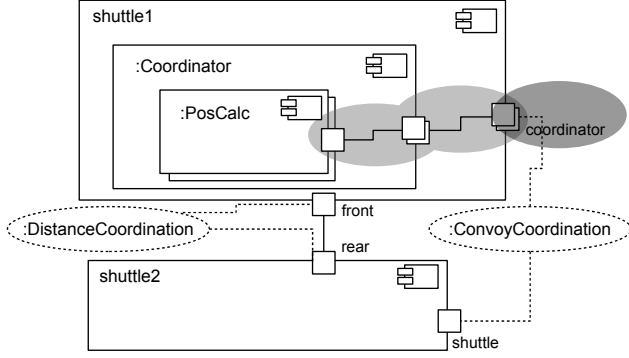 shuttle1
:Coordinator
:PosCalc
coordinator
front
:DistanceCoordination
:ConvoyCoordination
rear
shuttle2
shuttle